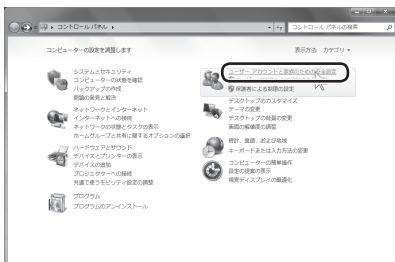 コントロール パネル
コントロール パネルの検索
コンピューターの設定を調整します
表示方法: カテゴリ
システムとセキュリティ
コンピューターの状態を確認
バックアップの作成
問題の発見と解決
ネットワークとインターネット
インターネットへの接続
ネットワークの状態とタスクの表示
ホームグループと共有に関するオプションの選択
ハードウェアとサウンド
デバイスとプリンターの表示
デバイスの追加
プロジェクターへの接続
共通で使うモビリティ設定の調整
プログラム
プログラムのアンインストール
ユーザー アカウントと家族のための安全設定
保護者による制限の設定
デスクトップのカスタマイズ
テーマの変更
デスクトップの背景の変更
画面の解像度の調整
時計、言語、および地域
キーボードまたは入力方法の変更
コンピューターの簡単操作
設定の提案の表示
視覚ディスプレイの最適化